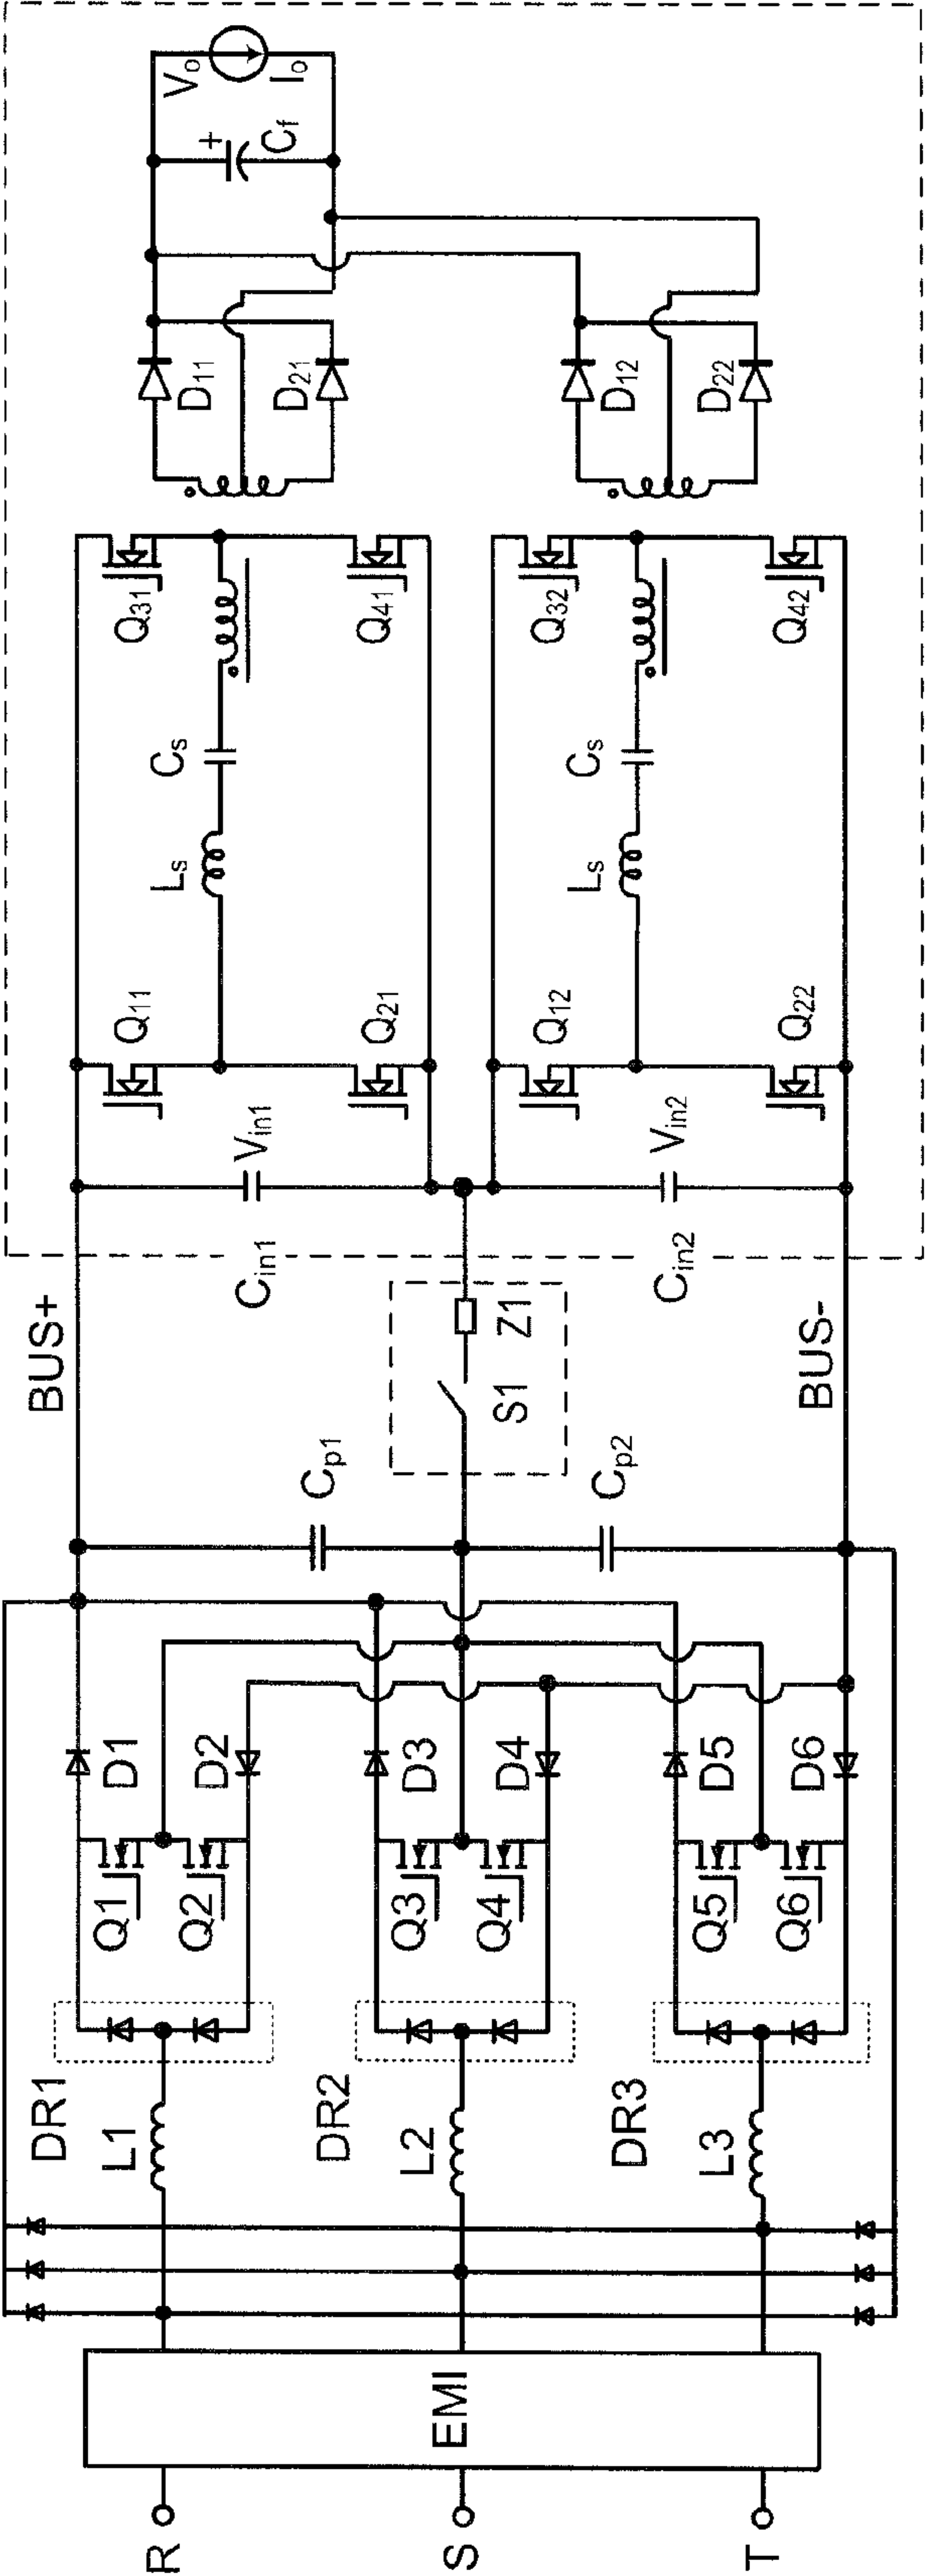 R
S
T
EMI
DR1
L1
DR2
L2
DR3
L3
Q1
Q2
Q3
Q4
Q5
Q6
D1
D2
D3
D4
D5
D6
Cp1
Cp2
BUS+
BUS-
S1
Z1
Cin1
Vin1
Cin2
Vin2
Q11
Q21
Q12
Q22
Ls
Cs
Ls
Cs
Q31
Q41
Q32
Q42
D11
D21
D12
D22
+
Cf
Vo
Io